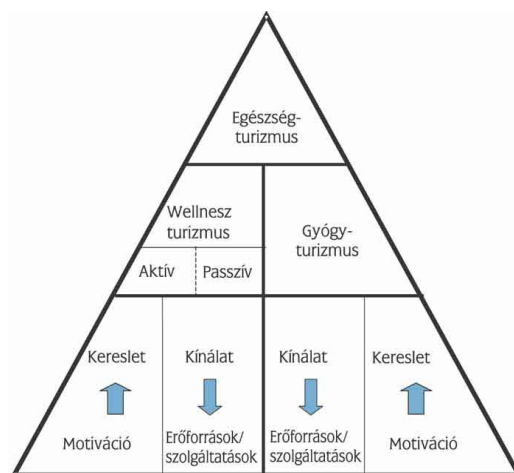 Egészség-
turizmus
Wellnesz
turizmus
Aktív
Passzív
Gyógy-
turizmus
Kereslet
Kínálat
Kínálat
Kereslet
Motiváció
Erőforrások/
szolgáltatások
Erőforrások/
szolgáltatások
Motiváció